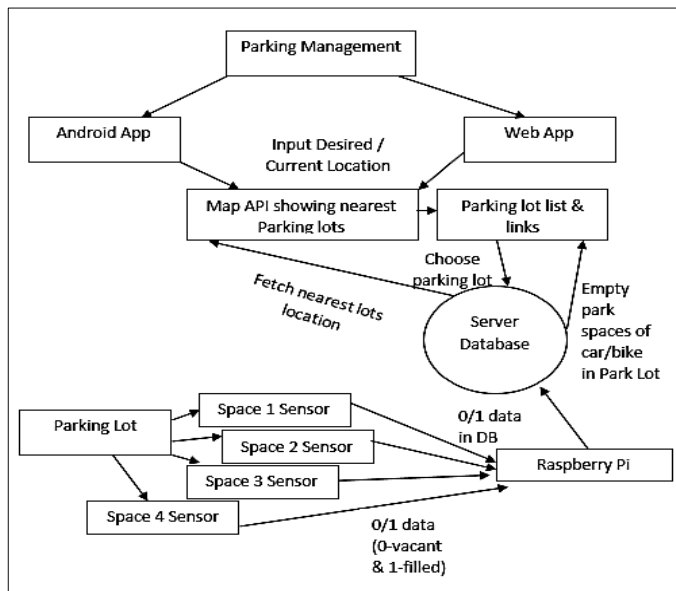 Parking Management
Android App
Web App
Input Desired /
Current Location
Map API showing nearest
Parking lots
Parking lot list &
links
Choose
parking lot
Fetch nearest lots
location
Server
Database
Empty
park
spaces of
car/bike
in Park Lot
Parking Lot
Space 1 Sensor
Space 2 Sensor
Space 3 Sensor
Space 4 Sensor
0/1 data
in DB
Raspberry Pi
0/1 data
(0-vacant
& 1-filled)